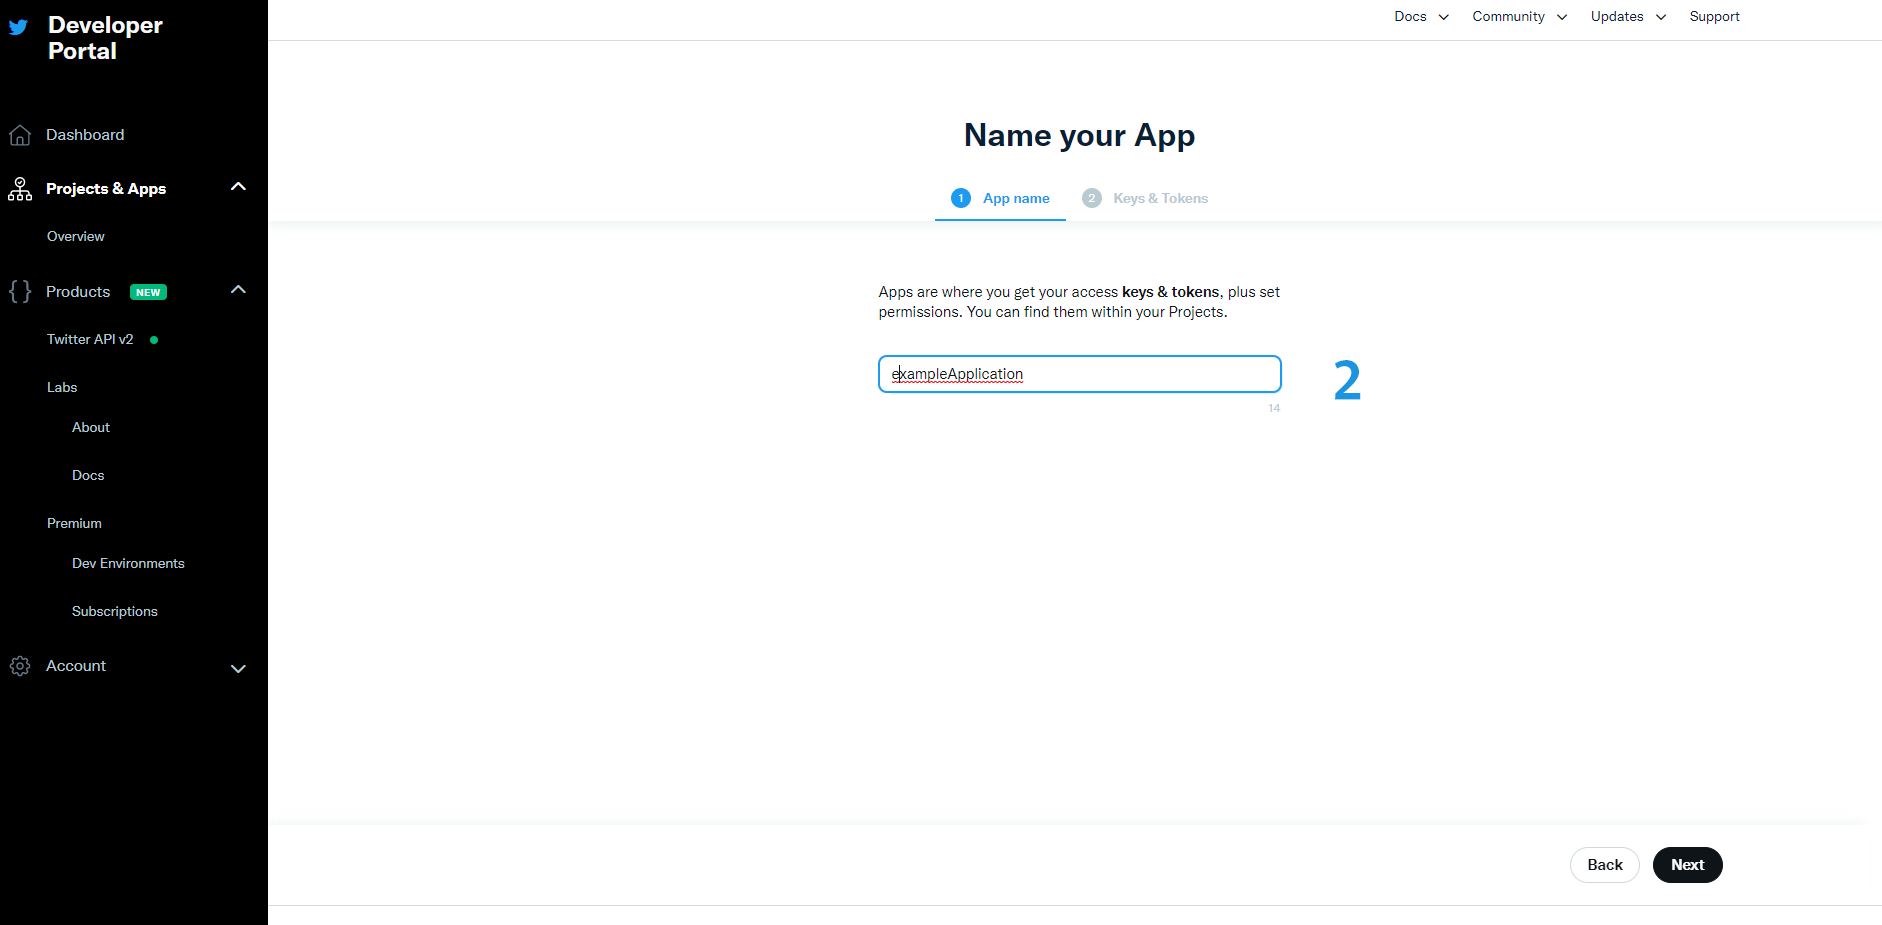 Developer
Portal
Dashboard
Projects & Apps
Overview
Products NEW
Twitter API v2
Labs
About
Docs
Premium
Dev Environments
Subscriptions
Account
Docs Community Updates Support
Name your App
1 App name 2 Keys & Tokens
Apps are where you get your access keys & tokens, plus set
permissions. You can find them within your Projects.
exampleApplication
2
14
Back Next